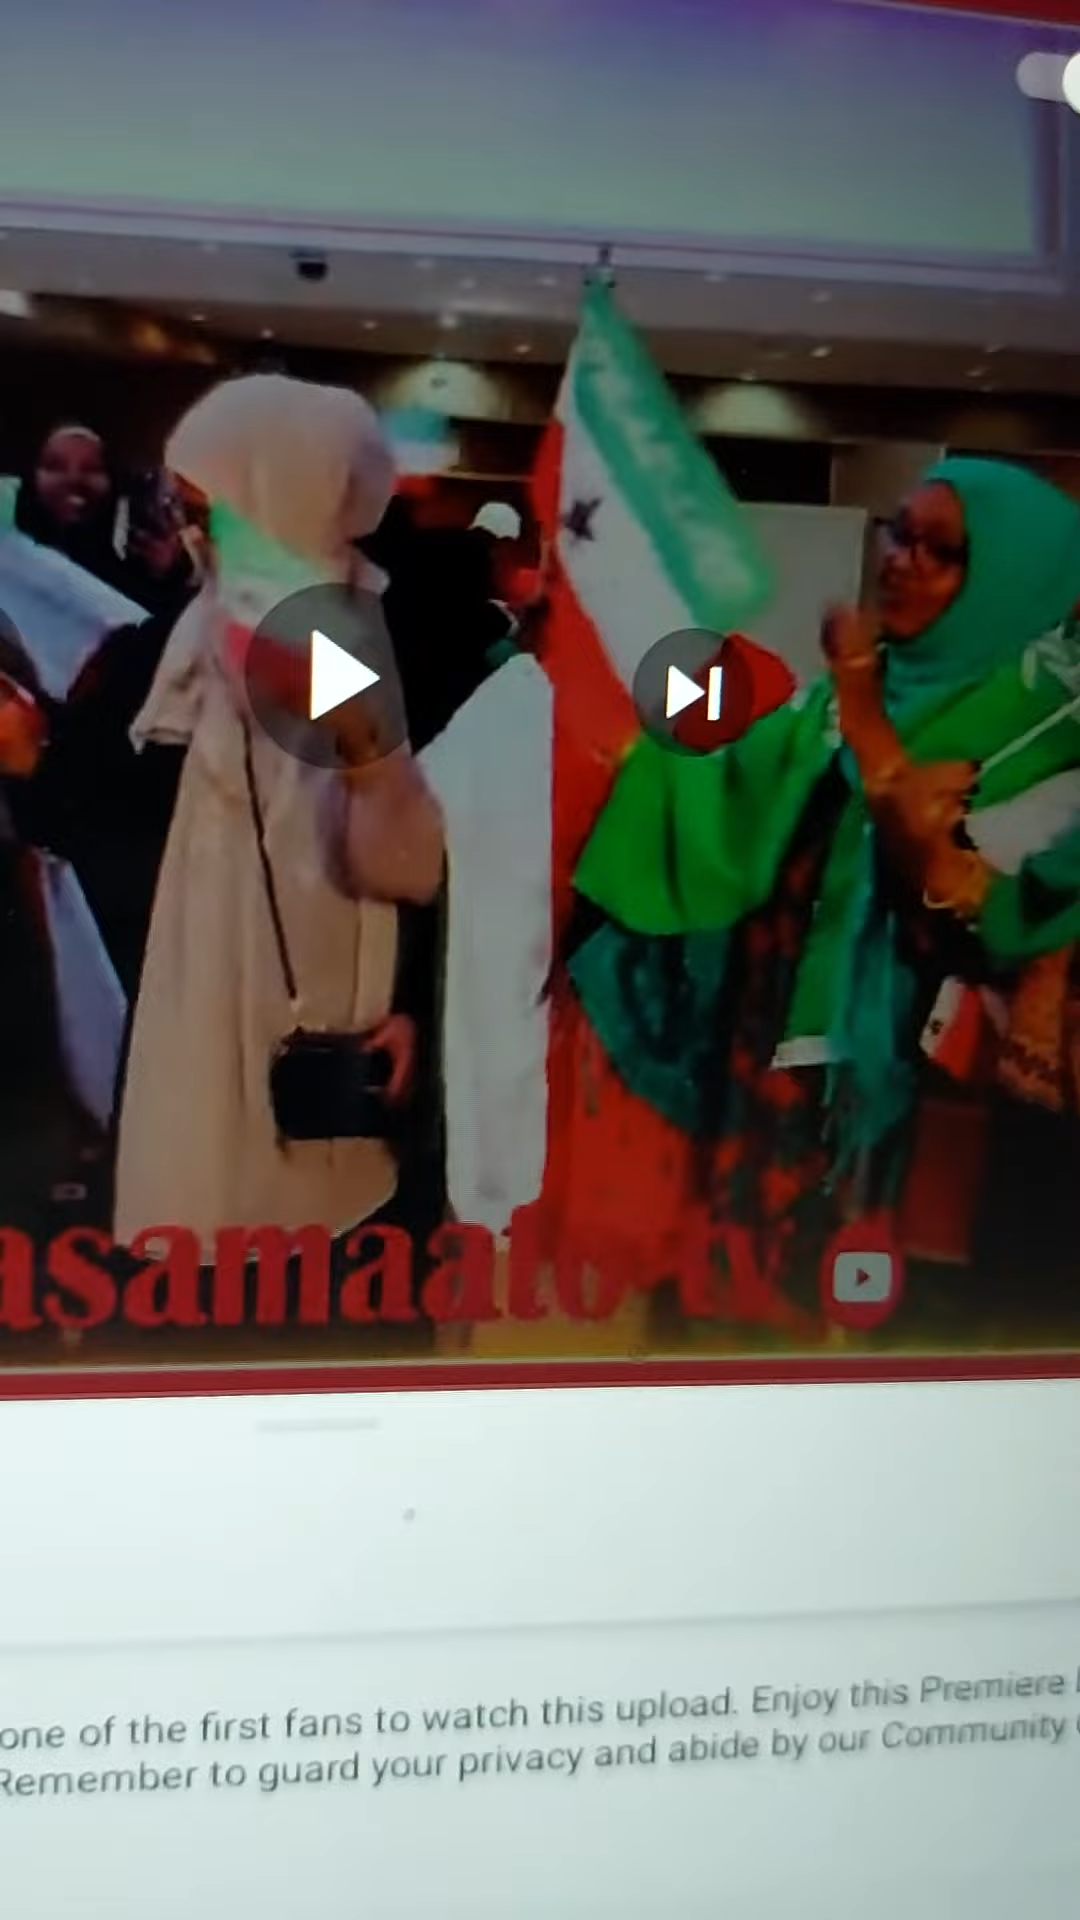 asamaato tv
one of the first fans to watch this upload. Enjoy this Premiere
Remember to guard your privacy and abide by our Community